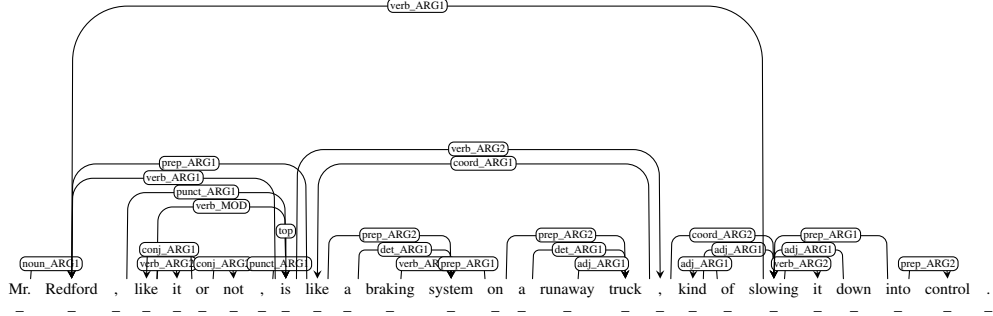 verb_ARG1
verb_ARG2
prep_ARG1 coord_ARG1
verb_ARG1
punct_ARG1
verb_MOD
top
prep_ARG2 prep_ARG2 coord_ARG2 prep_ARG1
conj_ARG1 det_ARG1 det_ARG1 adj_ARG1 adj_ARG1
noun_ARG1 verb_ARG2 conj_ARG2 punct_ARG1 prep_ARG1 adj_ARG1 adj_ARG1 verb_ARG2 prep_ARG2
Mr. Redford , like it or not , is like a braking system on a runaway truck , kind of slowing it down into control .
_ _ _ _ _ _ _ _ _ _ _ _ _ _ _ _ _ _ _ _ _ _ _ _ _ _